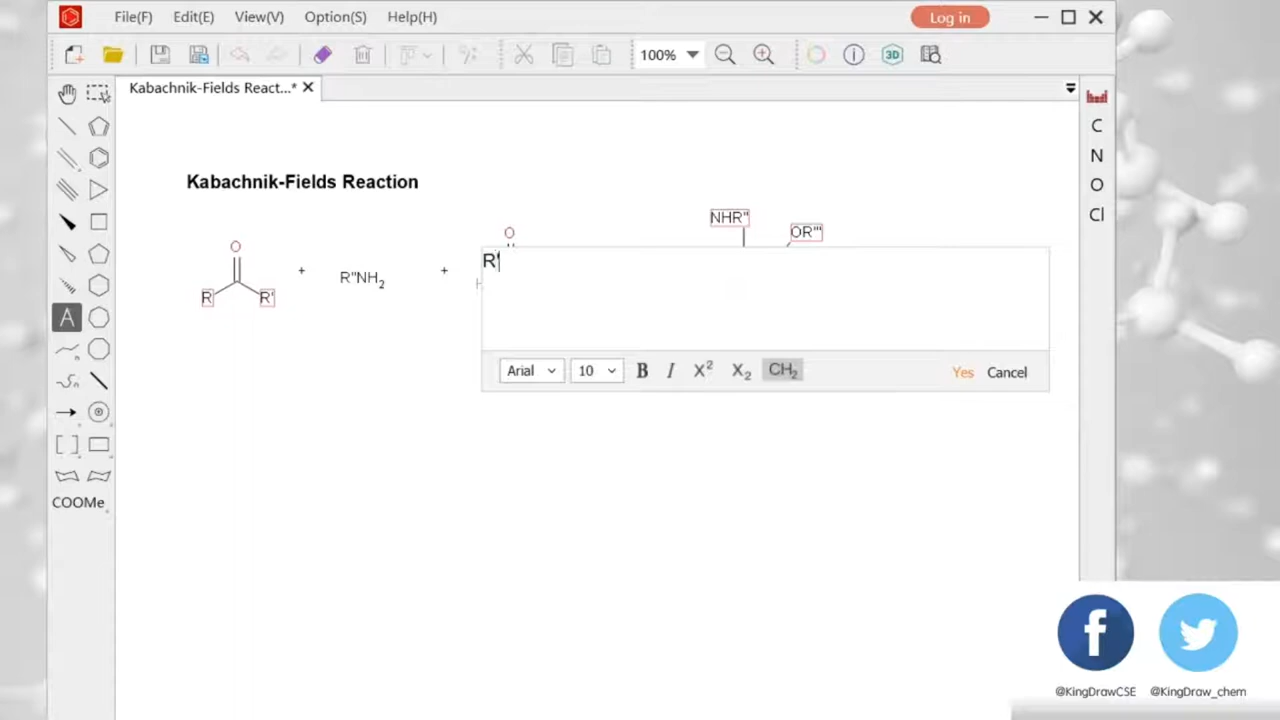 File(F) Edit(E) View(V) Option(S) Help(H) Log in
100% 3D
Kabachnik-Fields React...*
C
N
O
Cl
Kabachnik-Fields Reaction
NHR"
O OR'''
O
R'
+ R"NH2 +
R R'
A
Arial 10 B I X2 X2 CH2 Yes Cancel
COOMe
@KingDrawCSE @KingDraw_chem